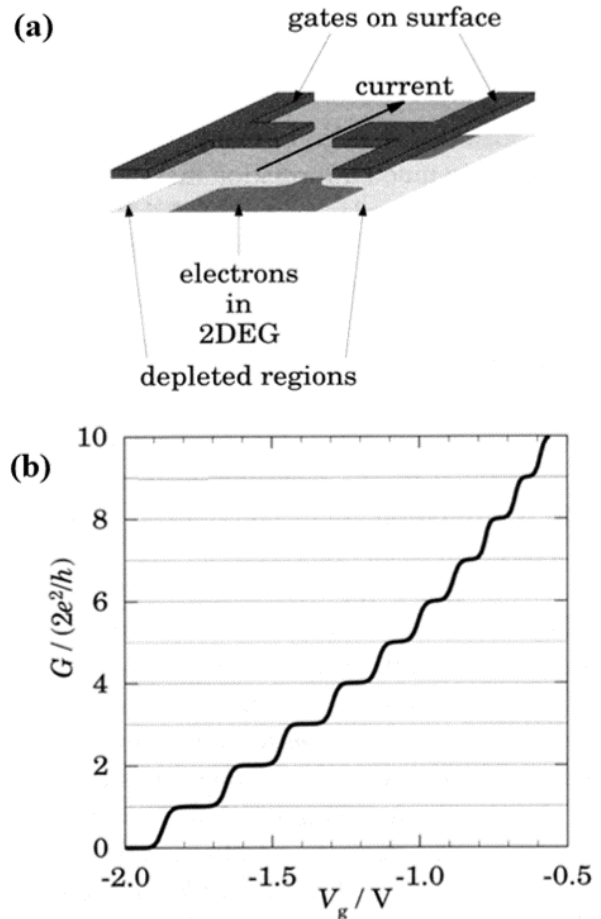 (a)
gates on surface
current
electrons
in
2DEG
depleted regions
(b)
10
8
6
4
2
0
G / (2e²/h)
-2.0
-1.5
-1.0
-0.5
Vg / V